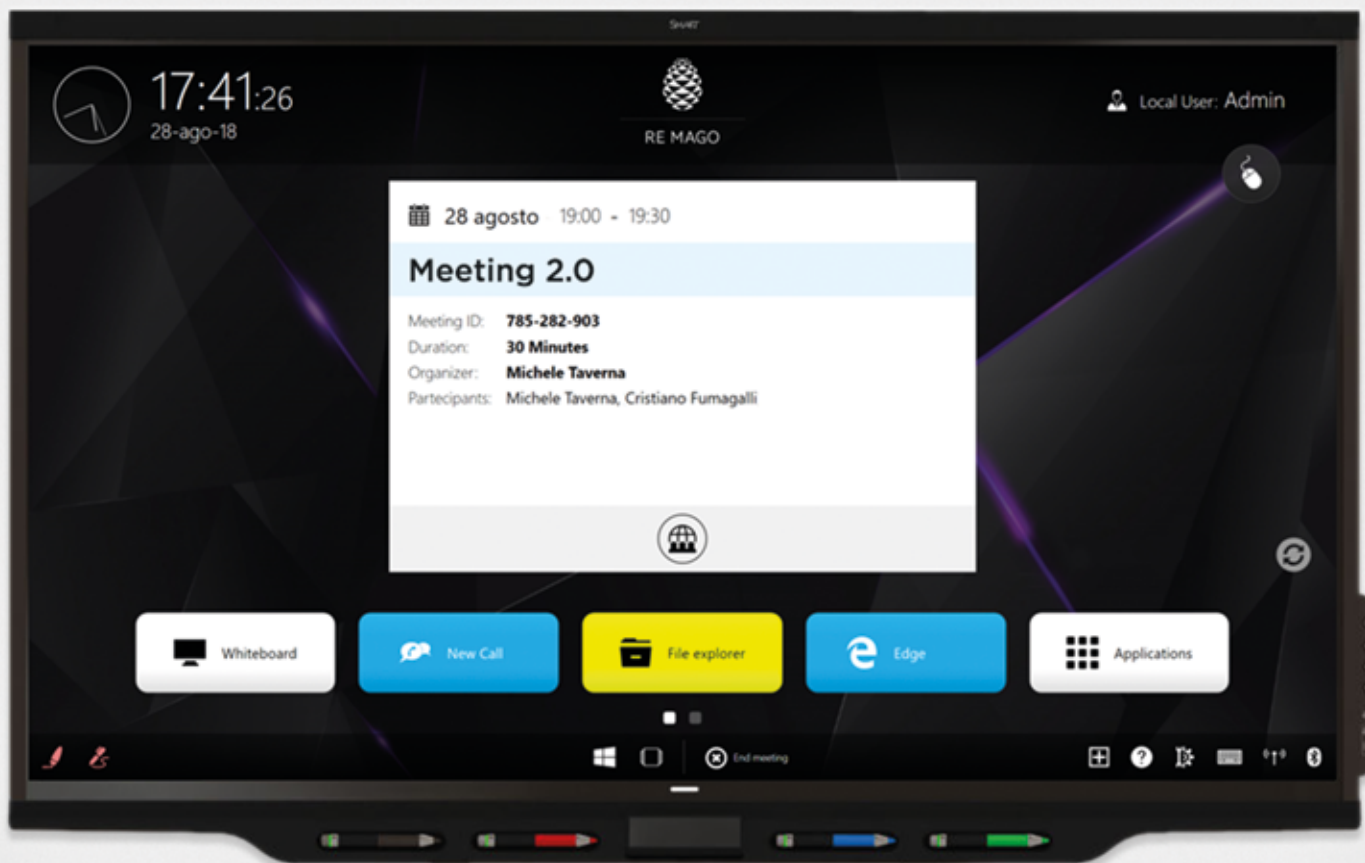 SMART
17:41:26
28-ago-18
RE MAGO
Local User: Admin
28 agosto 19:00 - 19:30
Meeting 2.0
Meeting ID: 785-282-903
Duration: 30 Minutes
Organizer: Michele Taverna
Partecipants: Michele Taverna, Cristiano Fumagalli
Whiteboard
New Call
File explorer
Edge
Applications
End meeting